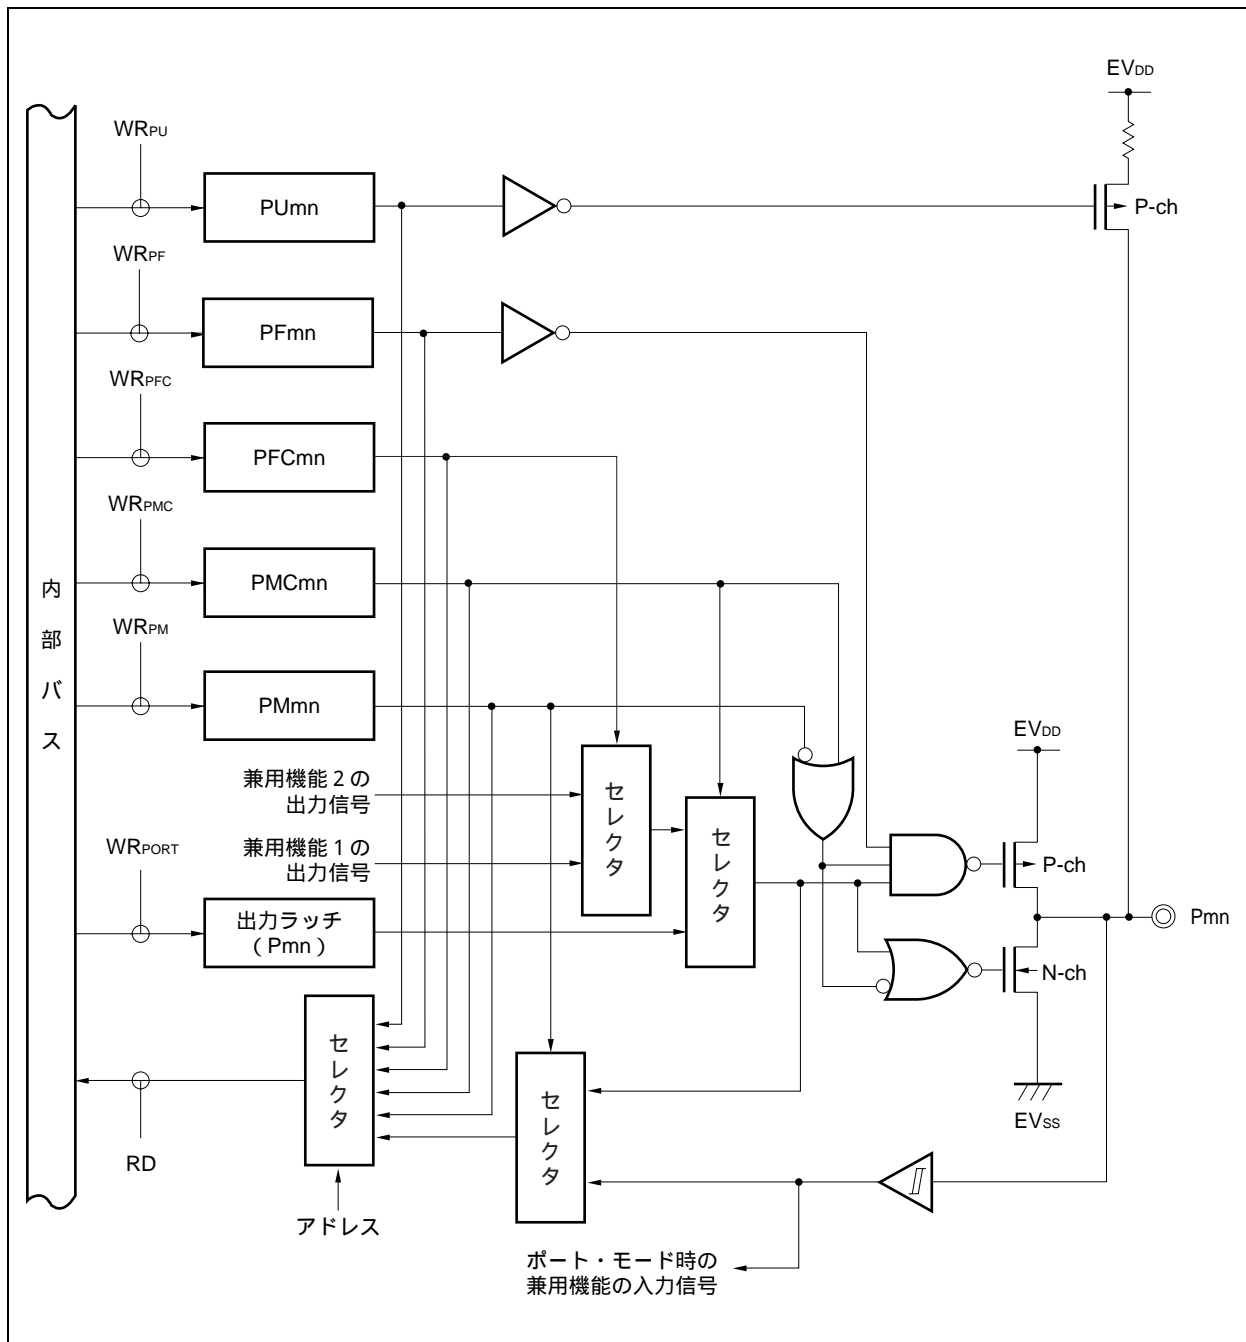 EVDD
WRPU
PUmn
P-ch
WRPF
PFmn
WRPFC
PFCmn
WRPMC
PMCmn
内部バス
WRPM
PMmn
EVDD
兼用機能2の
出力信号
セレクタ
セレクタ
WRPORT
兼用機能1の
出力信号
P-ch
出力ラッチ
(Pmn)
Pmn
N-ch
セレクタ
セレクタ
EVSS
RD
アドレス
ポート・モード時の
兼用機能の入力信号